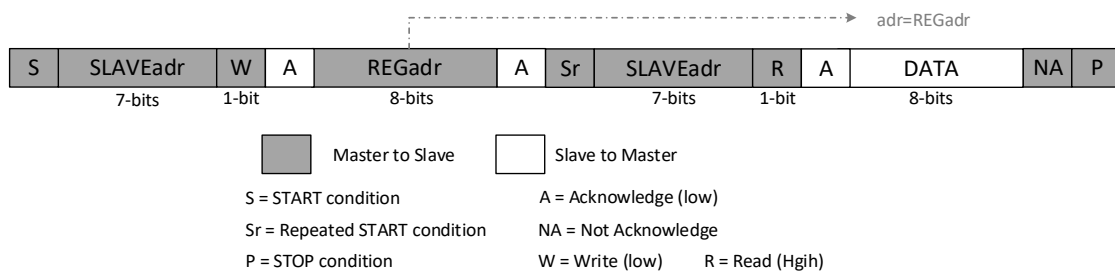 adr=REGadr
S SLAVEadr W A REGadr A Sr SLAVEadr R A DATA NA P
7-bits 1-bit 8-bits 7-bits 1-bit 8-bits
Master to Slave Slave to Master
S = START condition A = Acknowledge (low)
Sr = Repeated START condition NA = Not Acknowledge
P = STOP condition W = Write (low) R = Read (Hgih)